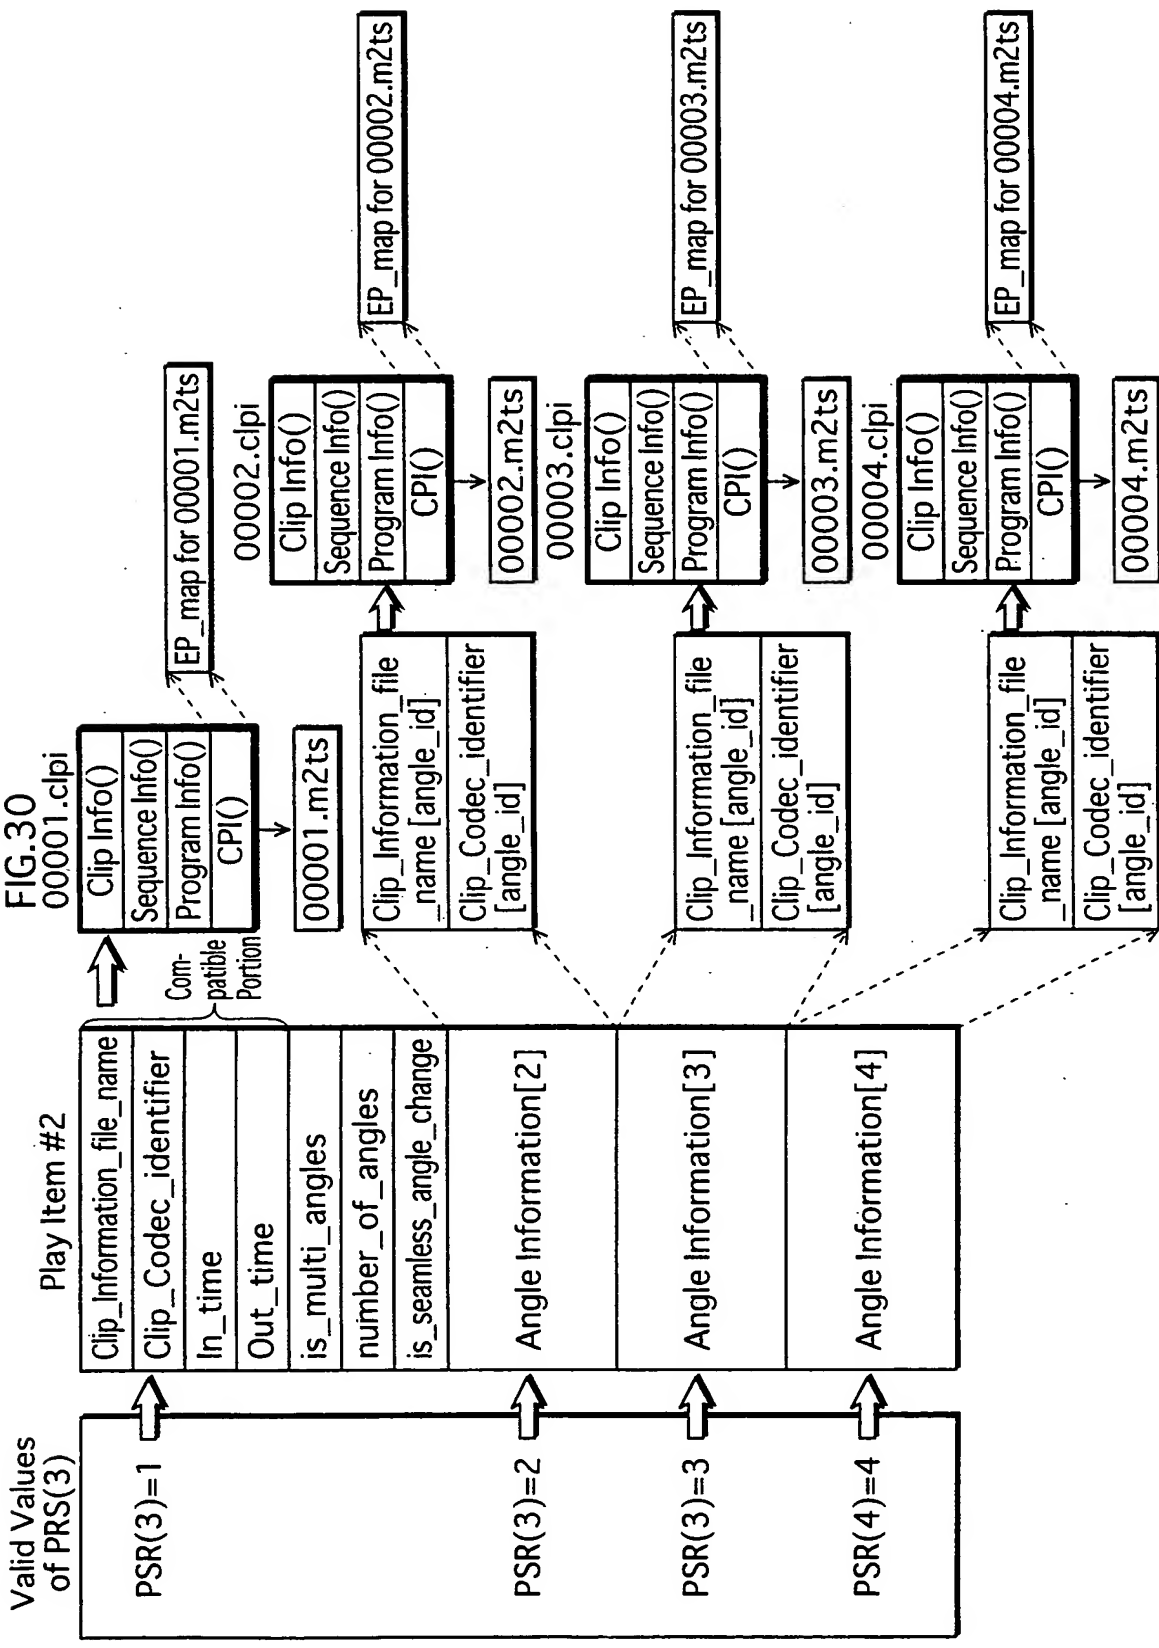 FIG.30
Valid Values
of PRS(3)
PSR(3)=1
PSR(3)=2
PSR(3)=3
PSR(4)=4
Play Item #2
Clip_Information_file_name
Clip_Codec_identifier
In_time
Out_time
is_multi_angles
number_of_angles
is_seamless_angle_change
Angle Information[2]
Angle Information[3]
Angle Information[4]
Com-
patible
Portion
00001.clpi
Clip Info()
Sequence Info()
Program Info()
CPI()
EP_map for 00001.m2ts
00001.m2ts
Clip_Information_file
_name [angle_id]
Clip_Codec_identifier
[angle_id]
00002.clpi
Clip Info()
Sequence Info()
Program Info()
CPI()
EP_map for 00002.m2ts
00002.m2ts
Clip_Information_file
_name [angle_id]
Clip_Codec_identifier
[angle_id]
00003.clpi
Clip Info()
Sequence Info()
Program Info()
CPI()
EP_map for 00003.m2ts
00003.m2ts
Clip_Information_file
_name [angle_id]
Clip_Codec_identifier
[angle_id]
00004.clpi
Clip Info()
Sequence Info()
Program Info()
CPI()
EP_map for 00004.m2ts
00004.m2ts